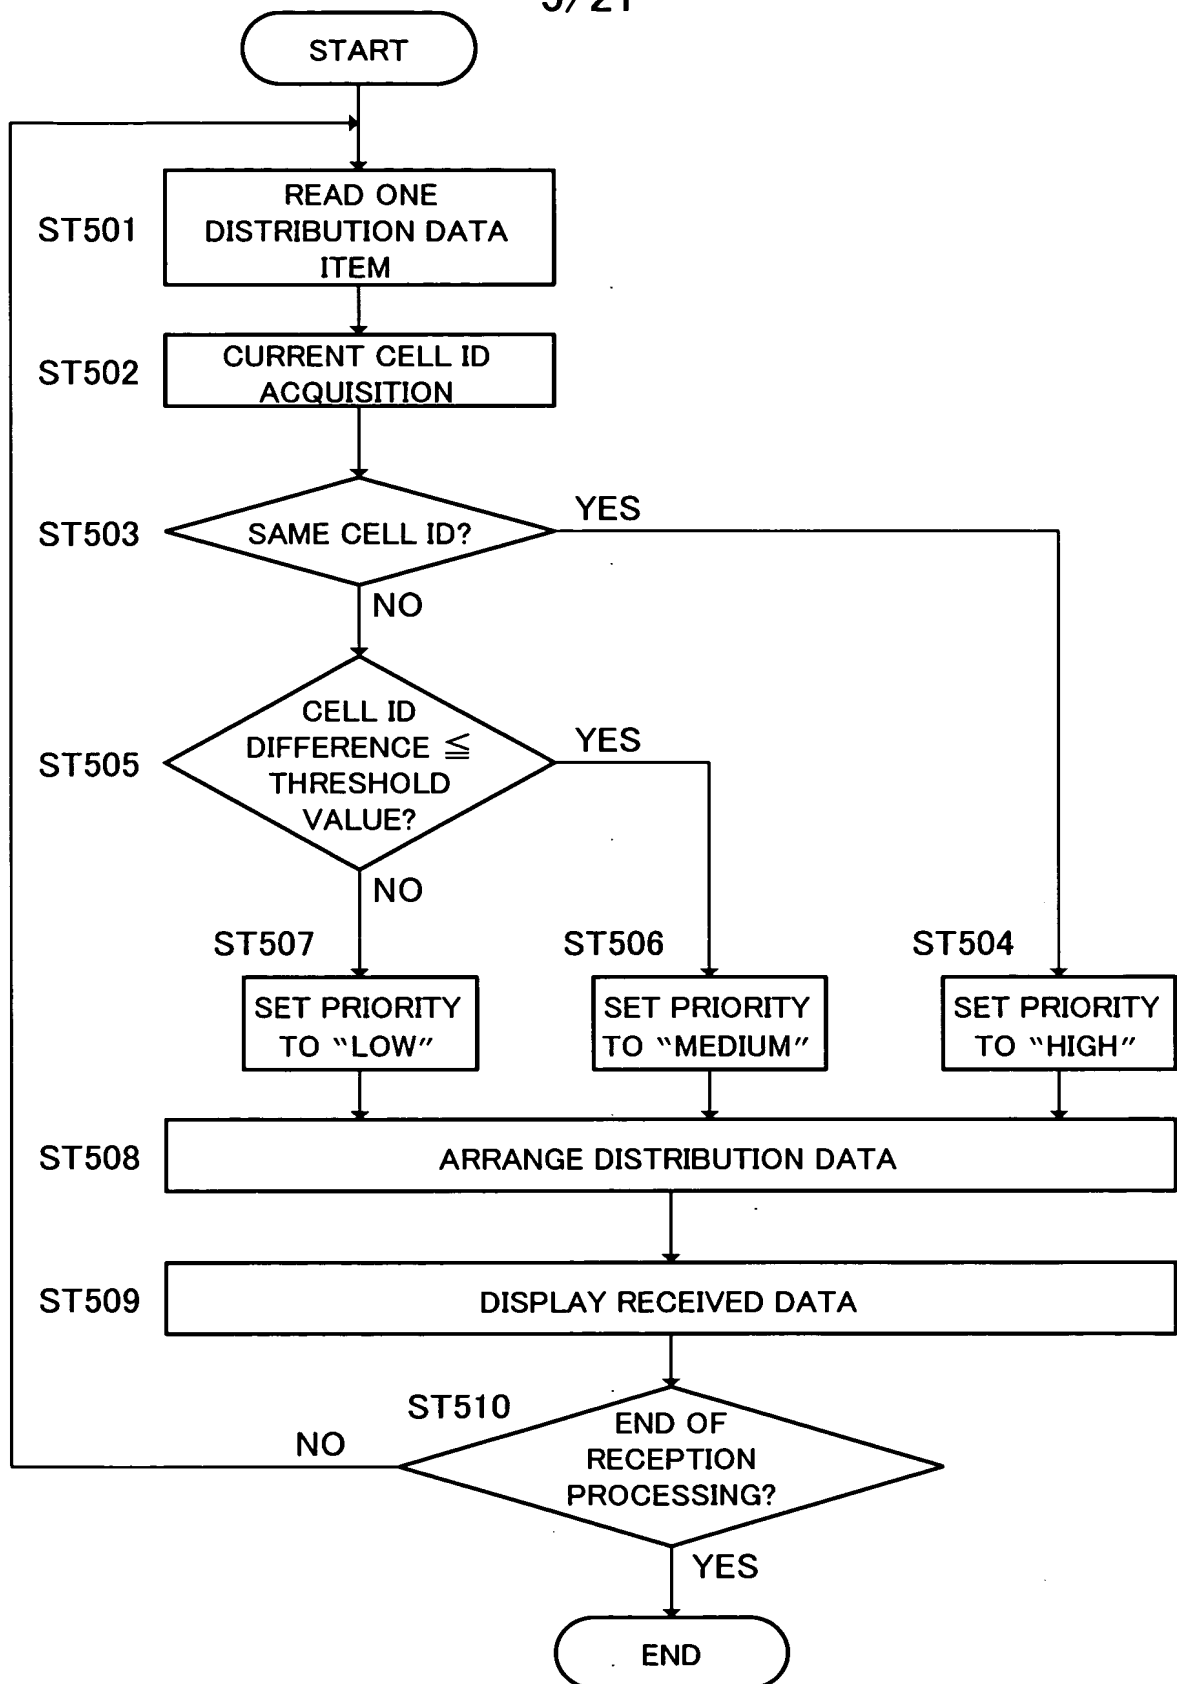 5/21
START
READ ONE
ST501
DISTRIBUTION DATA
ITEM
ST502
CURRENT CELL ID
ACQUISITION
YES
ST503
SAME CELL ID?
NO
CELL ID
DIFFERENCE ≦
YES
ST505
THRESHOLD
VALUE?
NO
ST507
ST506
ST504
SET PRIORITY
TO “LOW”
SET PRIORITY
TO “MEDIUM”
SET PRIORITY
TO “HIGH”
ST508
ARRANGE DISTRIBUTION DATA
ST509
DISPLAY RECEIVED DATA
ST510
NO
END OF
RECEPTION
PROCESSING?
YES
END